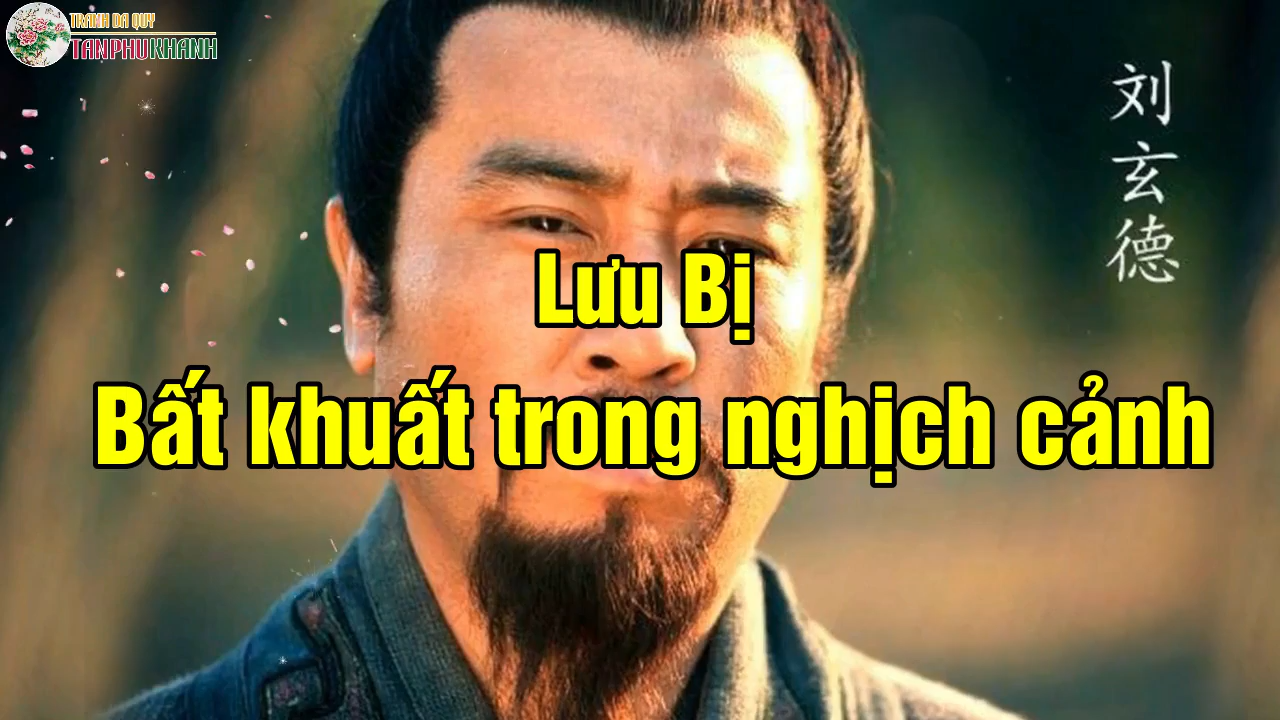 TRANH DA QUY
TANPHUKHANH
刘玄德
Lưu Bị
Bất khuất trong nghịch cảnh